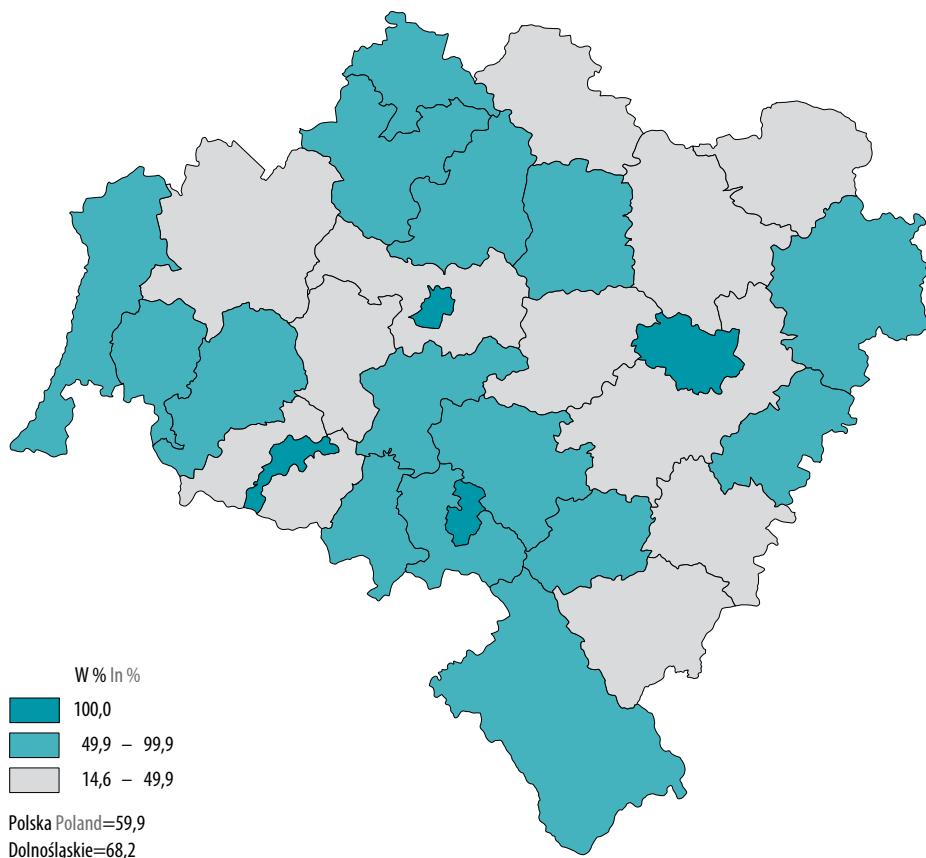 W % In %
100,0
49,9 – 99,9
14,6 – 49,9
Polska Poland=59,9
Dolnośląskie=68,2